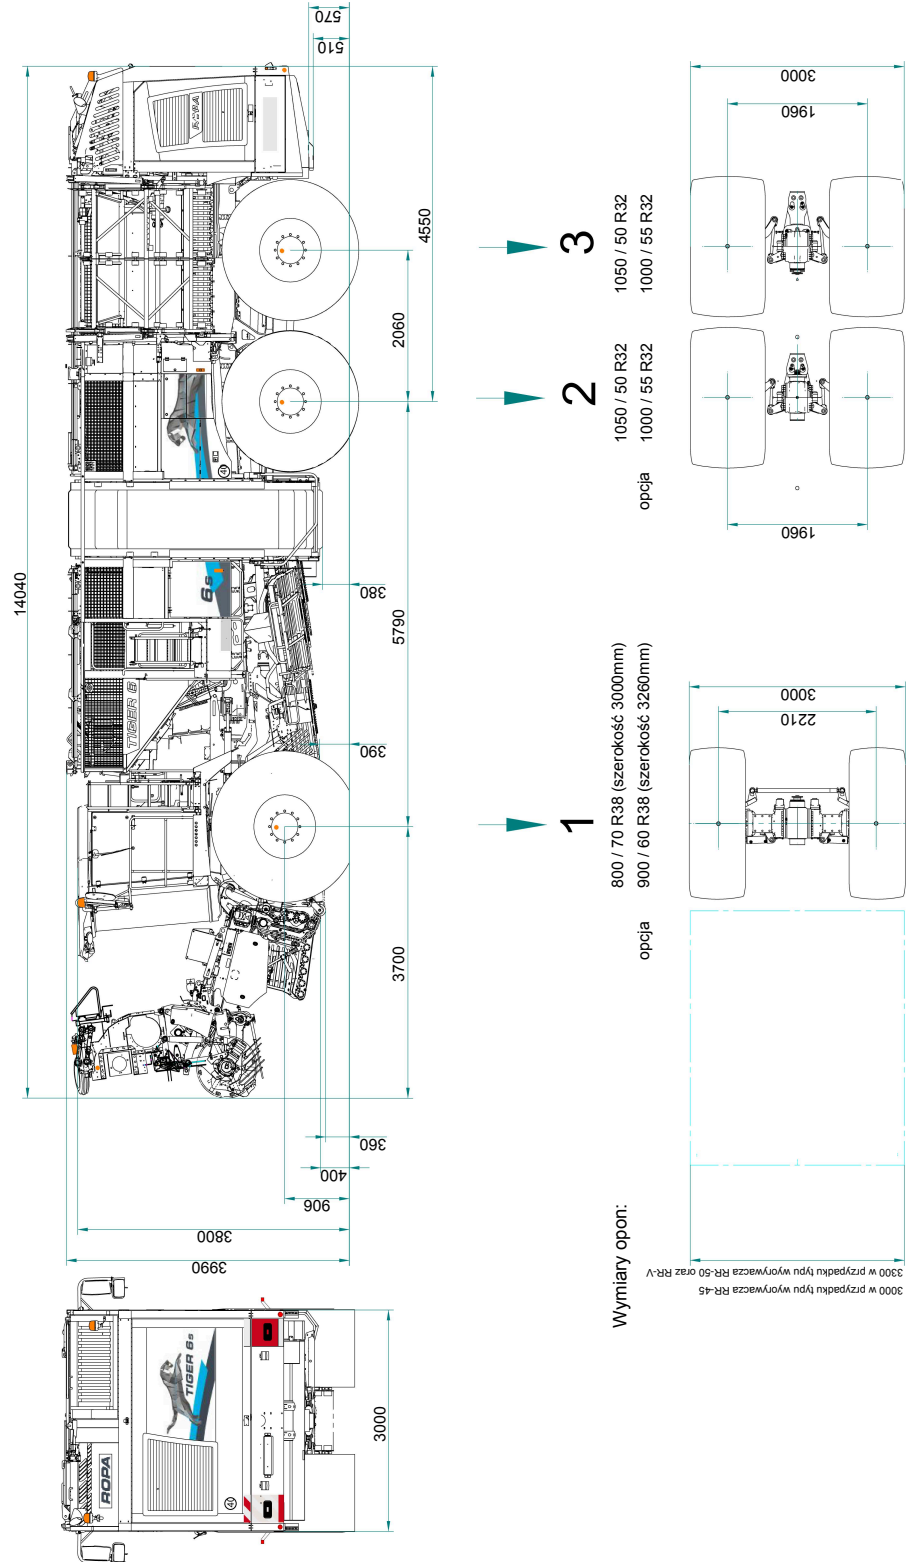 14040
3990
3800
906
400
360
3700
390
5790
380
2060
4550
510
570
ROPA
TIGER 6s
3000
TIGER 6
6s
ROPA
Wymiary opon:
1
800 / 70 R38 (szerokość 3000mm)
opcja 900 / 60 R38 (szerokość 3260mm)
2
1050 / 50 R32
opcja 1000 / 55 R32
3
1050 / 50 R32
1000 / 55 R32
3000 w przypadku typu wyorywacza RR-45
3300 w przypadku typu wyorywacza RR-50 oraz RR-V
2210
3000
1960
1960
3000